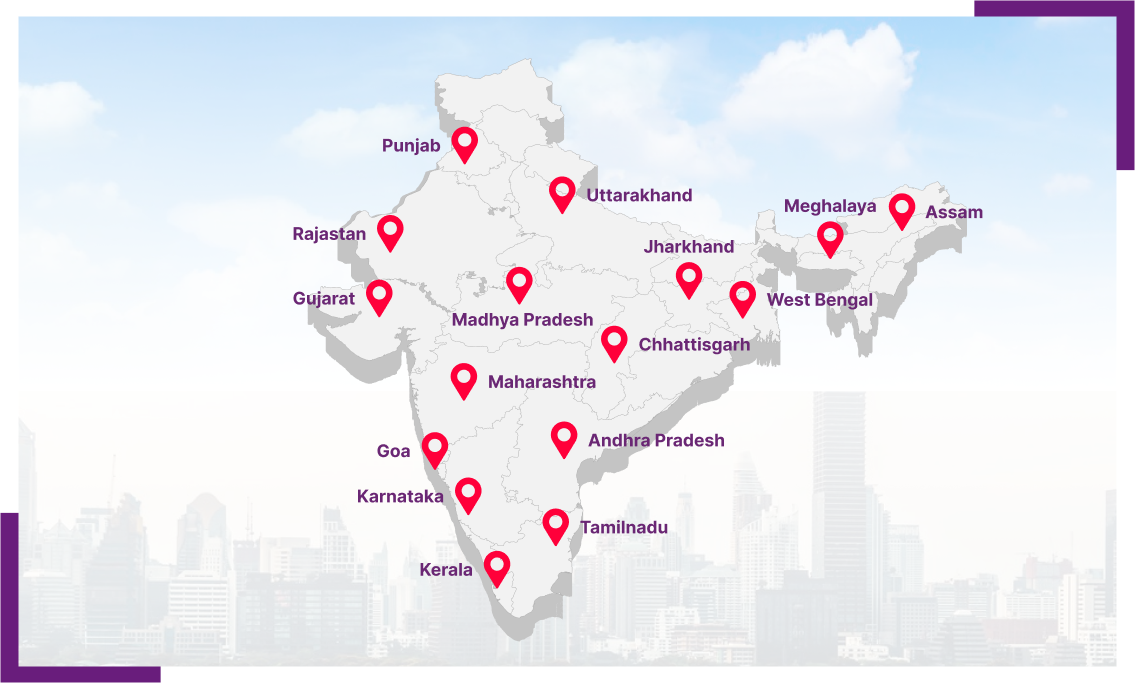 Punjab
Uttarakhand
Meghalaya
Assam
Rajastan
Jharkhand
Gujarat
West Bengal
Madhya Pradesh
Chhattisgarh
Maharashtra
Andhra Pradesh
Goa
Karnataka
Tamilnadu
Kerala